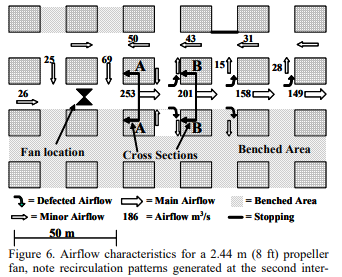 50 43 31
25 69 A B 15 28
26 253 201 158 149
A B
Fan location Cross Sections Benched Area
Defected Airflow Main Airflow Benched Area
Minor Airflow 186 Airflow m³/s Stopping
50 m
Figure 6. Airflow characteristics for a 2.44 m (8 ft) propeller
fan, note recirculation patterns generated at the second inter-